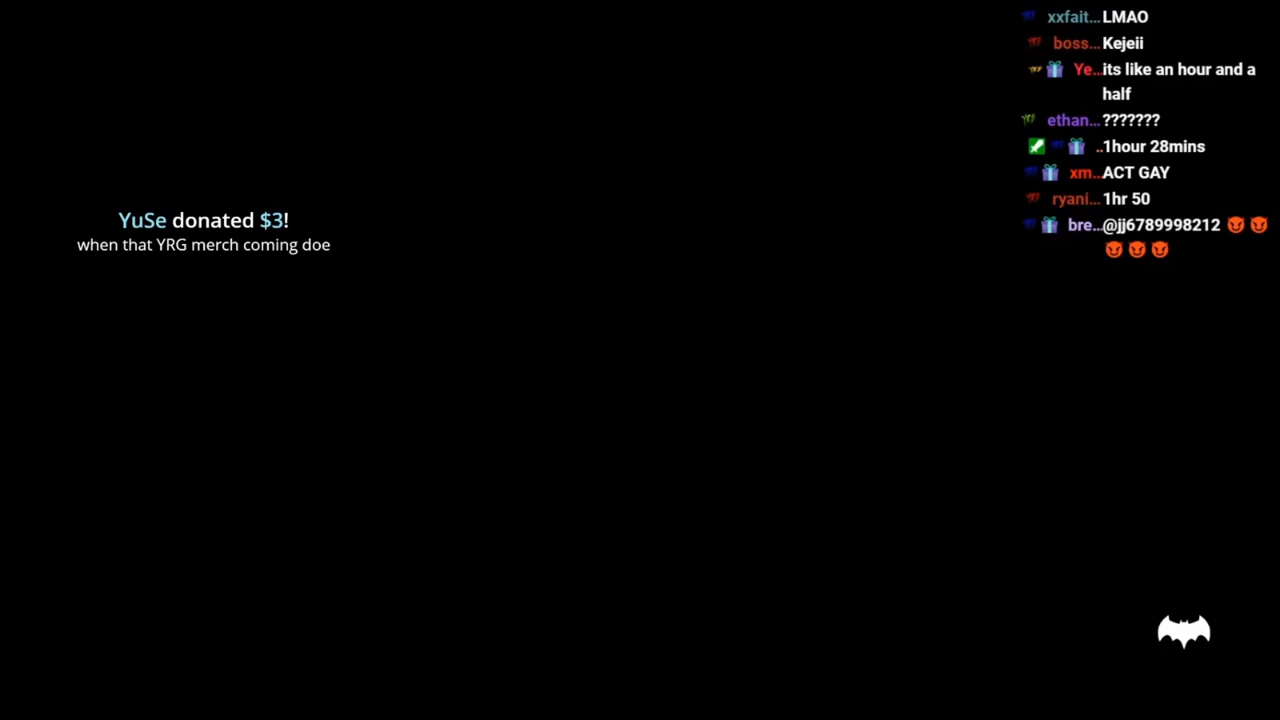 xxfait... LMAO
boss... Kejeii
Ye... its like an hour and a
half
ethan... ???????
.. 1hour 28mins
xm... ACT GAY
ryani... 1hr 50
bre... @jj6789998212 😈 😈
😈 😈 😈
YuSe donated $3!
when that YRG merch coming doe